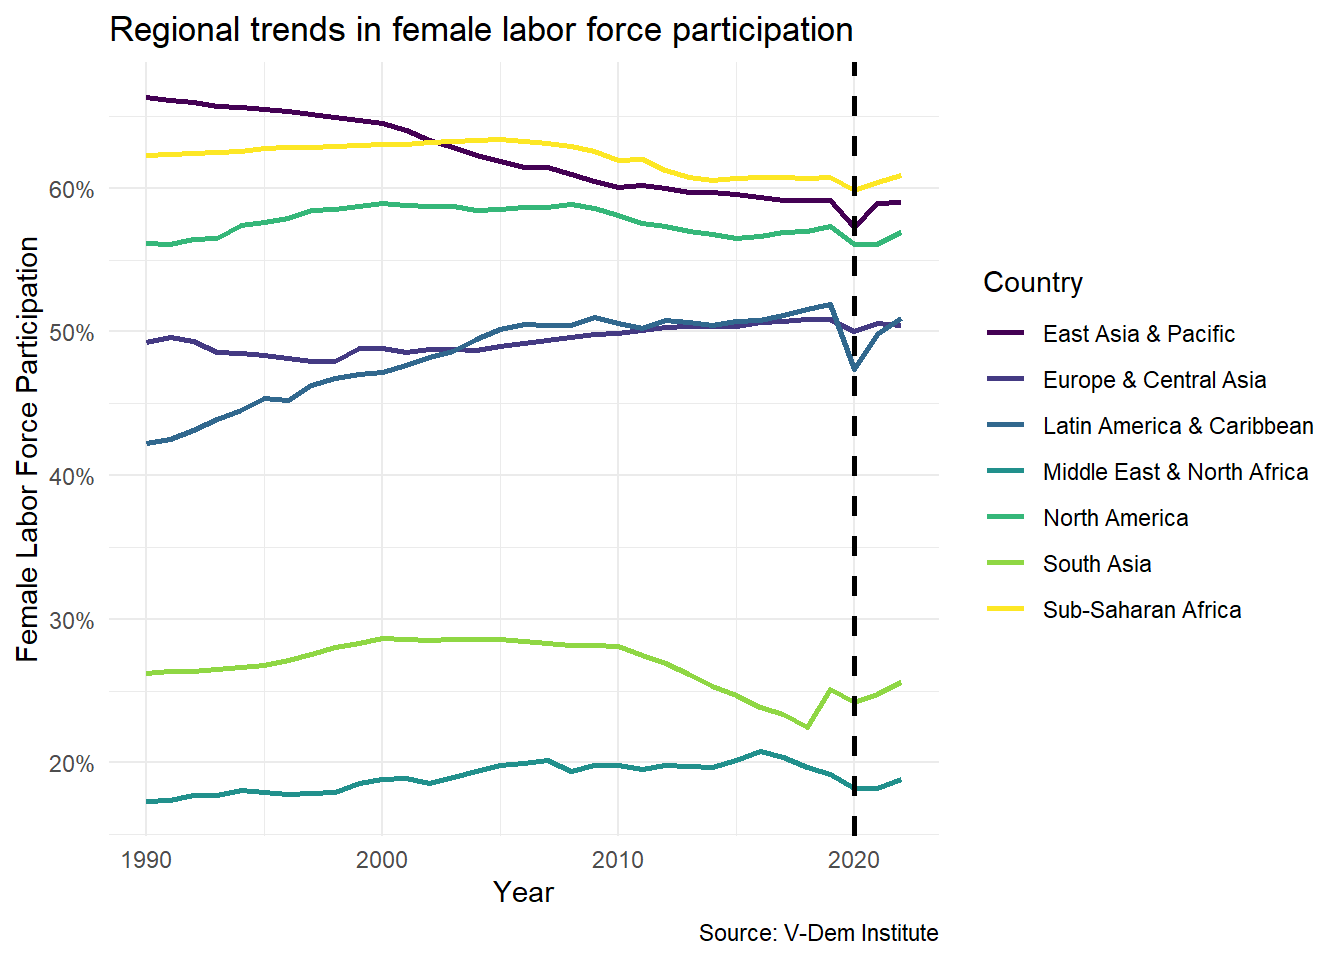 Regional trends in female labor force participation
Female Labor Force Participation
60%
50%
40%
30%
20%
1990
2000
2010
2020
Year
Country
East Asia & Pacific
Europe & Central Asia
Latin America & Caribbean
Middle East & North Africa
North America
South Asia
Sub-Saharan Africa
Source: V-Dem Institute